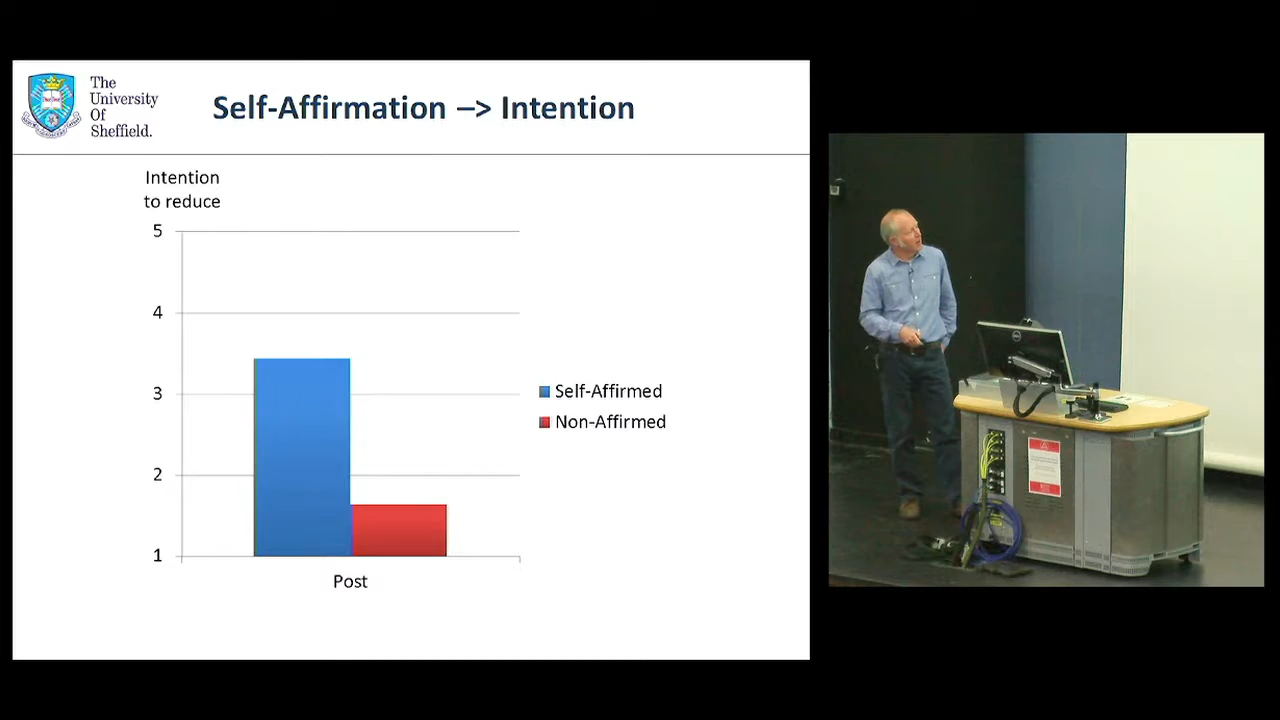 The
University
Of
Sheffield.
Self-Affirmation –> Intention
Intention
to reduce
5
4
3
2
1
Self-Affirmed
Non-Affirmed
Post
DELL